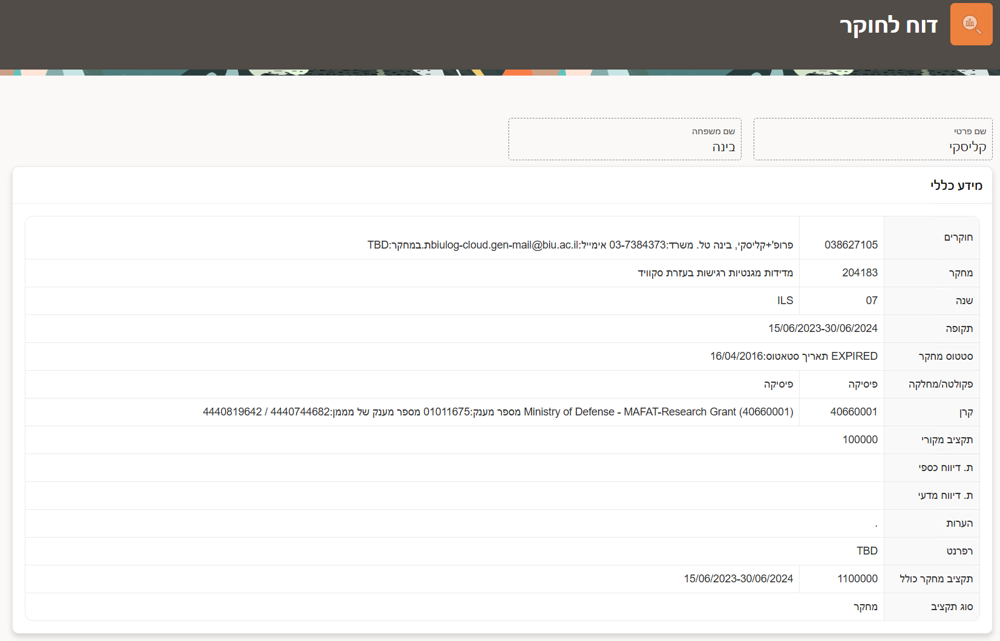 דוח לחוקר
שם פרטי
קליסקי
שם משפחה
בינה
מידע כללי
חוקרים 038627105 פרופ'+קליסקי, בינה טל. משרד:03-7384373 אימייל:biulog-cloud.gen-mail@biu.ac.ilת.במחקר:TBD
מחקר 204183 מדידות מגנטיות רגישות בעזרת סקוויד
שנה 07 ILS
תקופה 15/06/2023-30/06/2024
סטטוס מחקר EXPIRED תאריך סטאטוס:16/04/2016
פקולטה/מחלקה פיסיקה פיסיקה
קרן 40660001 Ministry of Defense - MAFAT-Research Grant (40660001) מספר מענק:01011675 מספר מענק של מממן:4440744682 / 4440819642
תקציב מקורי 100000
ת. דיווח כספי
ת. דיווח מדעי
הערות .
רפרנט TBD
תקציב מחקר כולל 1100000 15/06/2023-30/06/2024
סוג תקציב מחקר